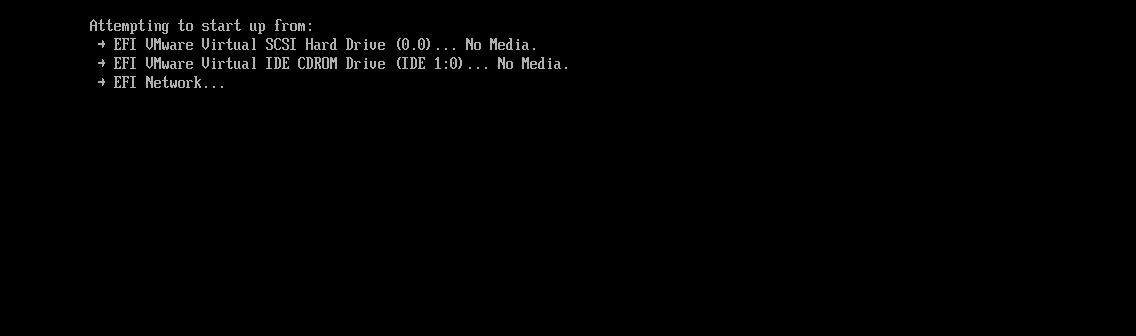 Attempting to start up from:
→ EFI VMware Virtual SCSI Hard Drive (0.0)... No Media.
→ EFI VMware Virtual IDE CDROM Drive (IDE 1:0)... No Media.
→ EFI Network...